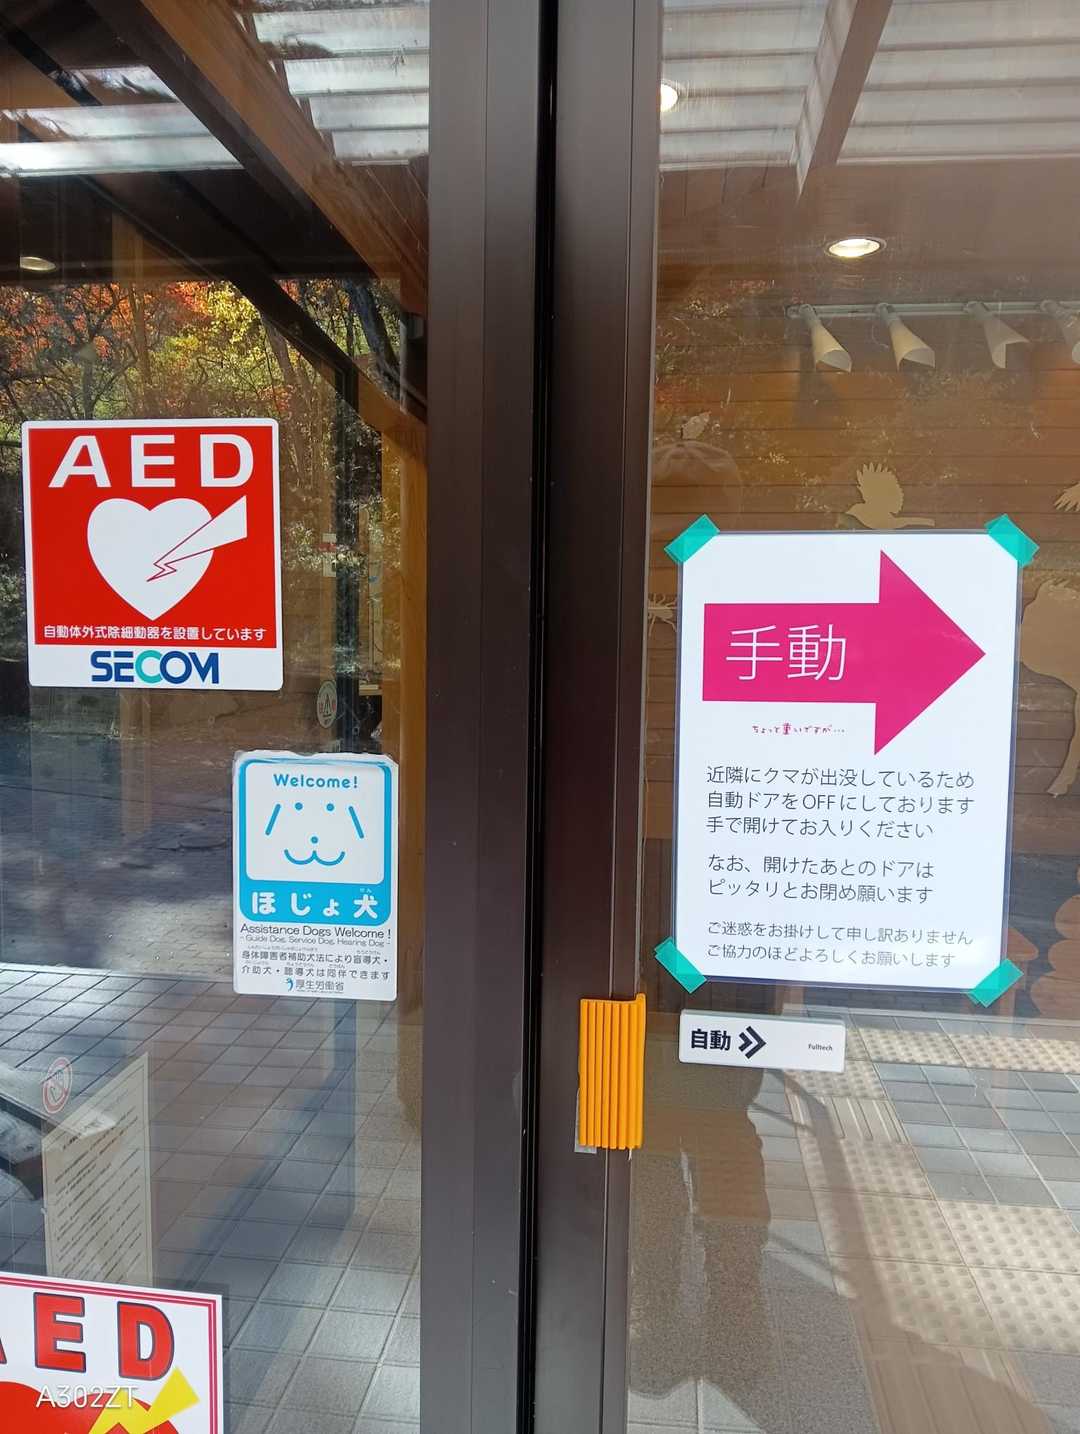 AED
自動体外式除細動器を設置しています
SECOM
Welcome!
ほじょ犬
けん
Assistance Dogs Welcome!
- Guide Dog, Service Dog, Hearing Dog -
身体障害者補助犬法により盲導犬・
介助犬・聴導犬は同伴できます
厚生労働省
AED
A302ZT
手動
ちょっと重いですが…
近隣にクマが出没しているため
自動ドアをOFFにしております
手で開けてお入りください
なお、開けたあとのドアは
ピッタリとお閉め願います
ご迷惑をお掛けして申し訳ありません
ご協力のほどよろしくお願いします
自動
Fulltech